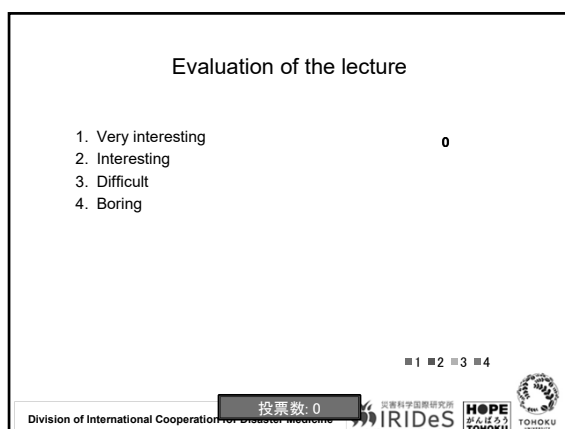 Evaluation of the lecture
1. Very interesting
2. Interesting
3. Difficult
4. Boring
0
1 2 3 4
投票数: 0
Division of International Cooperation for Disaster Medicine
災害科学国際研究所
IRIDeS
HOPE
がんばろう
TOHOKU
TOHOKU